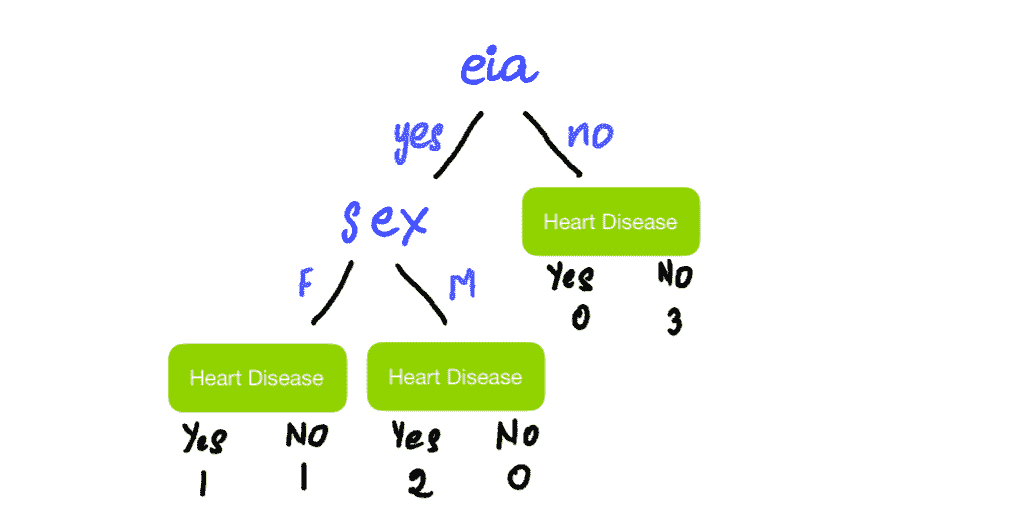 eia
yes no
sex Heart Disease
F M Yes No
0 3
Heart Disease Heart Disease
Yes No Yes No
1 1 2 0